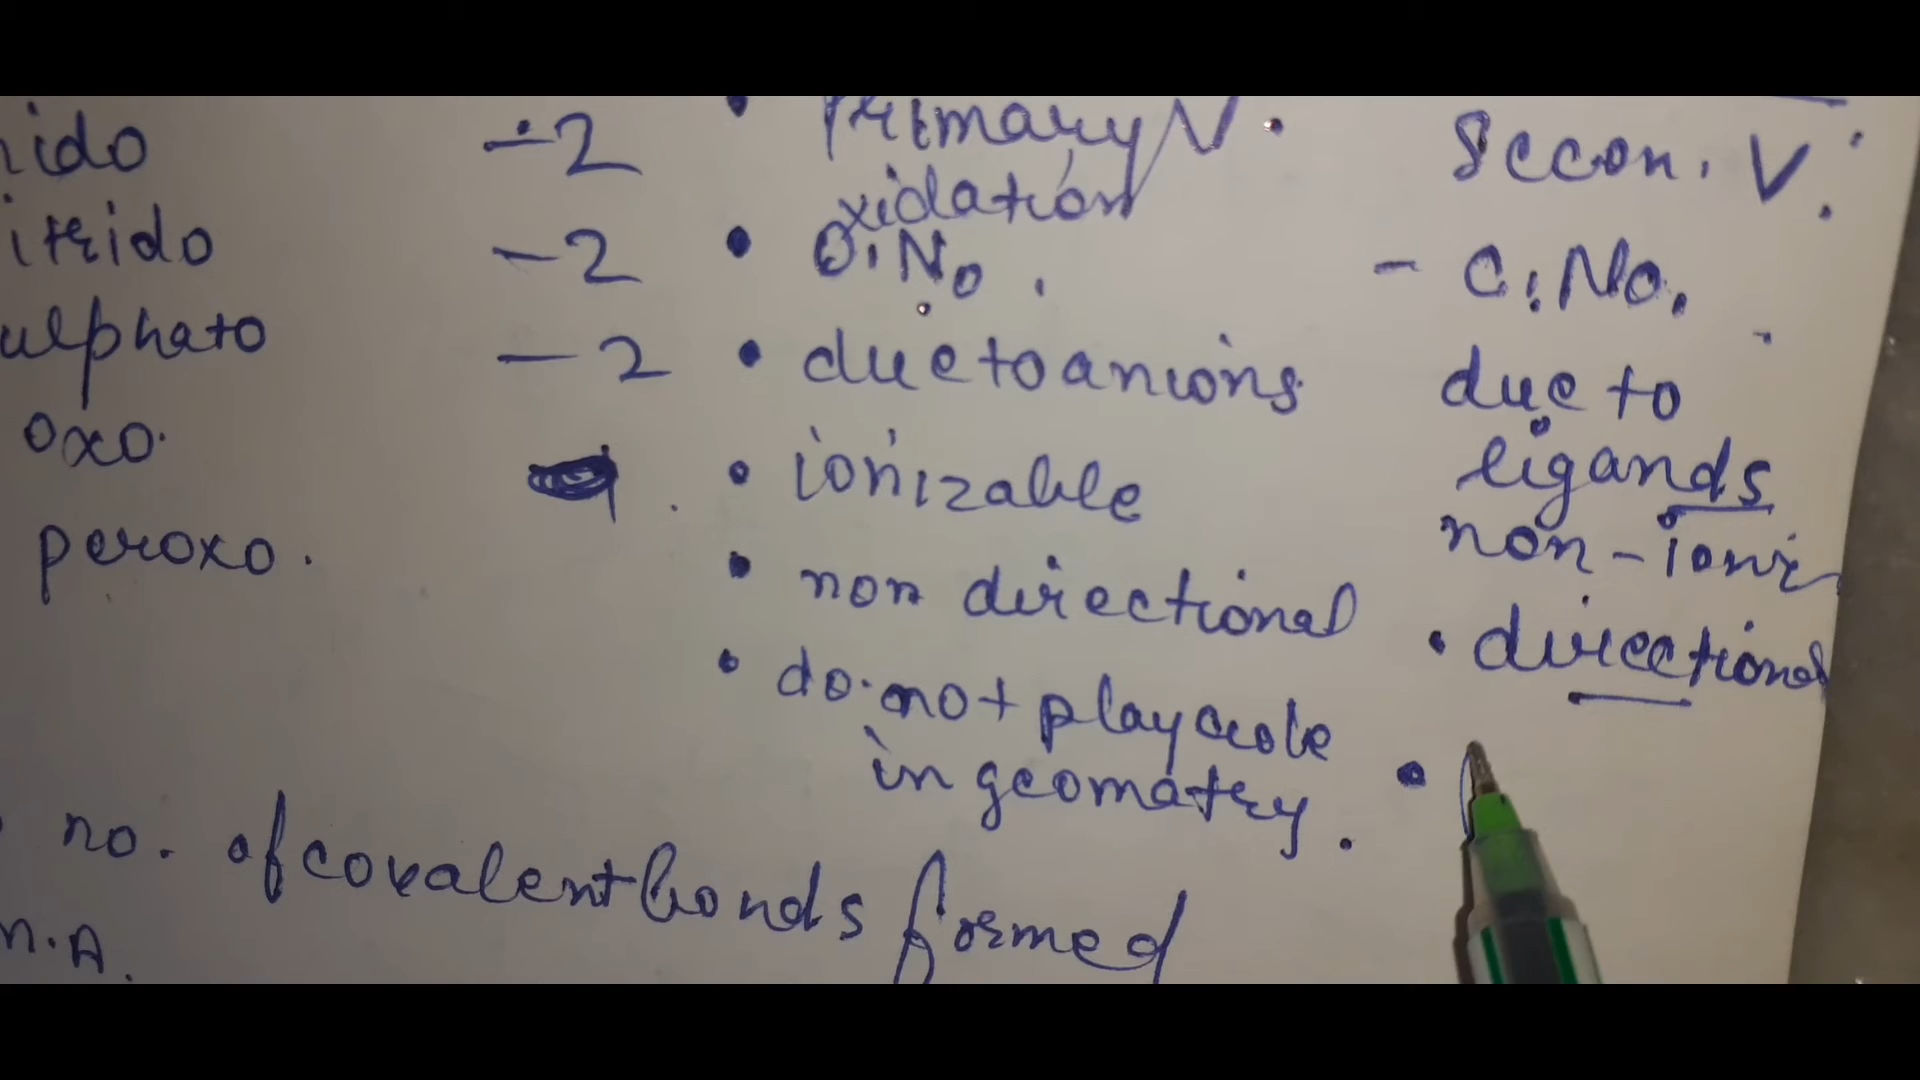 ido -2
itrido -2
ulphato -2
oxo.
peroxo.
• Primary V.
oxidation
• O.No.
• due to anions
• ionizable
• non directional
• do not play role
in geomatry.
Secon. V.
- C.No.
due to
ligands
non-ioni
• directional
•
no. of covalent bonds formed
n.A.